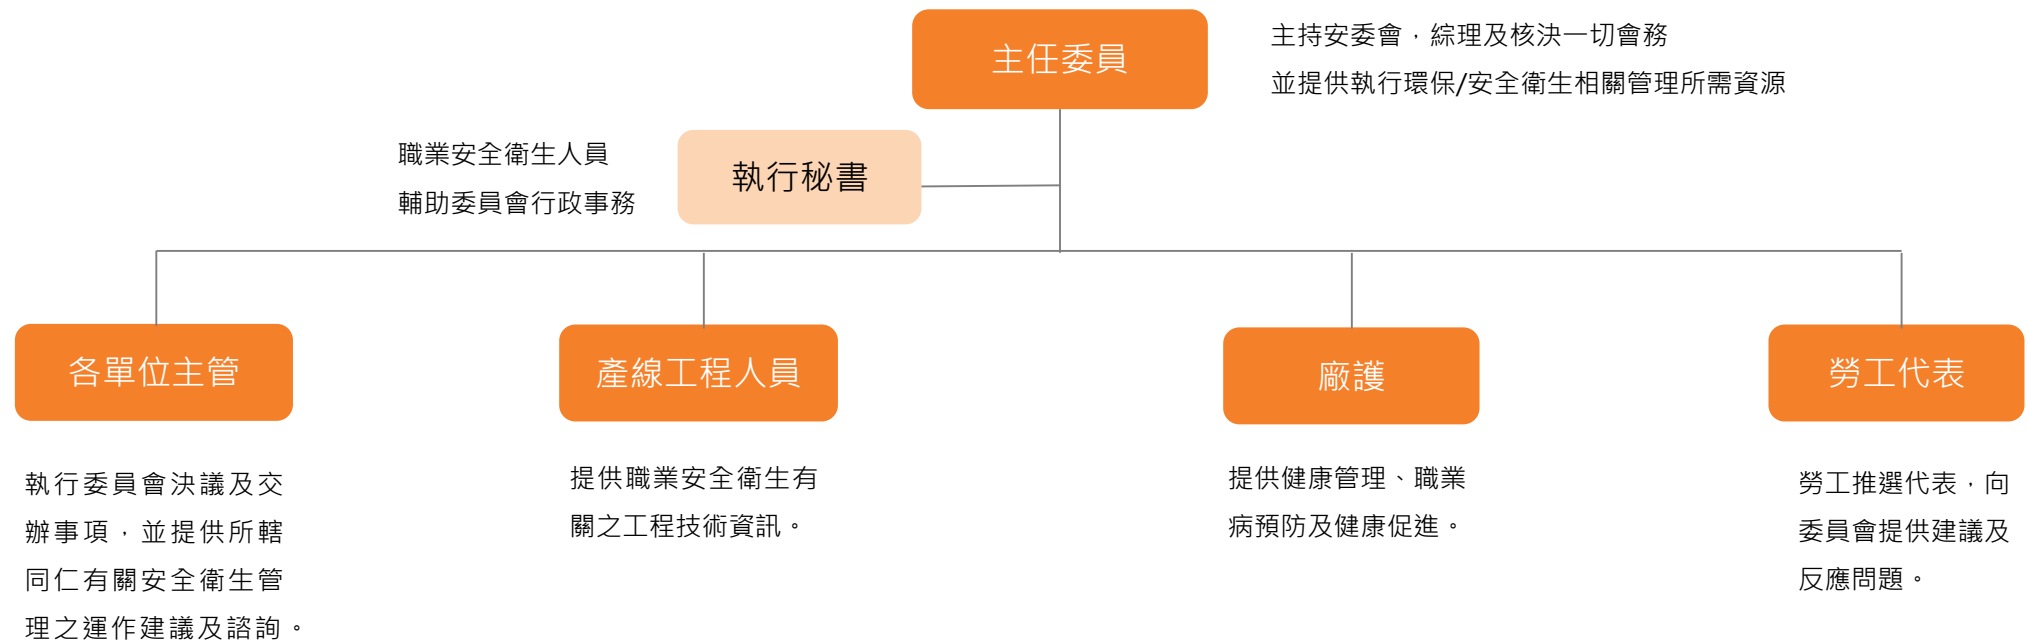 主任委員
主持安委會，綜理及核決一切會務
並提供執行環保/安全衛生相關管理所需資源
執行秘書
職業安全衛生人員
輔助委員會行政事務
各單位主管
執行委員會決議及交
辦事項，並提供所轄
同仁有關安全衛生管
理之運作建議及諮詢。
產線工程人員
提供職業安全衛生有
關之工程技術資訊。
廠護
提供健康管理、職業
病預防及健康促進。
勞工代表
勞工推選代表，向
委員會提供建議及
反應問題。